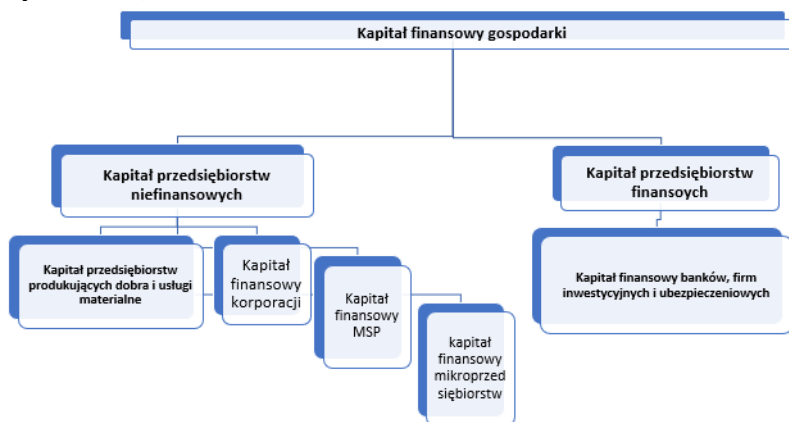 Kapitał finansowy gospodarki
Kapitał przedsiębiorstw
niefinansowych
Kapitał przedsiębiorstw
finansoych
Kapitał przedsiębiorstw
produkujących dobra i usługi
materialne
Kapitał
finansowy
korporacji
Kapitał
finansowy
MSP
kapitał
finansowy
mikroprzed
siębiorstw
Kapitał finansowy banków, firm
inwestycyjnych i ubezpieczeniowych